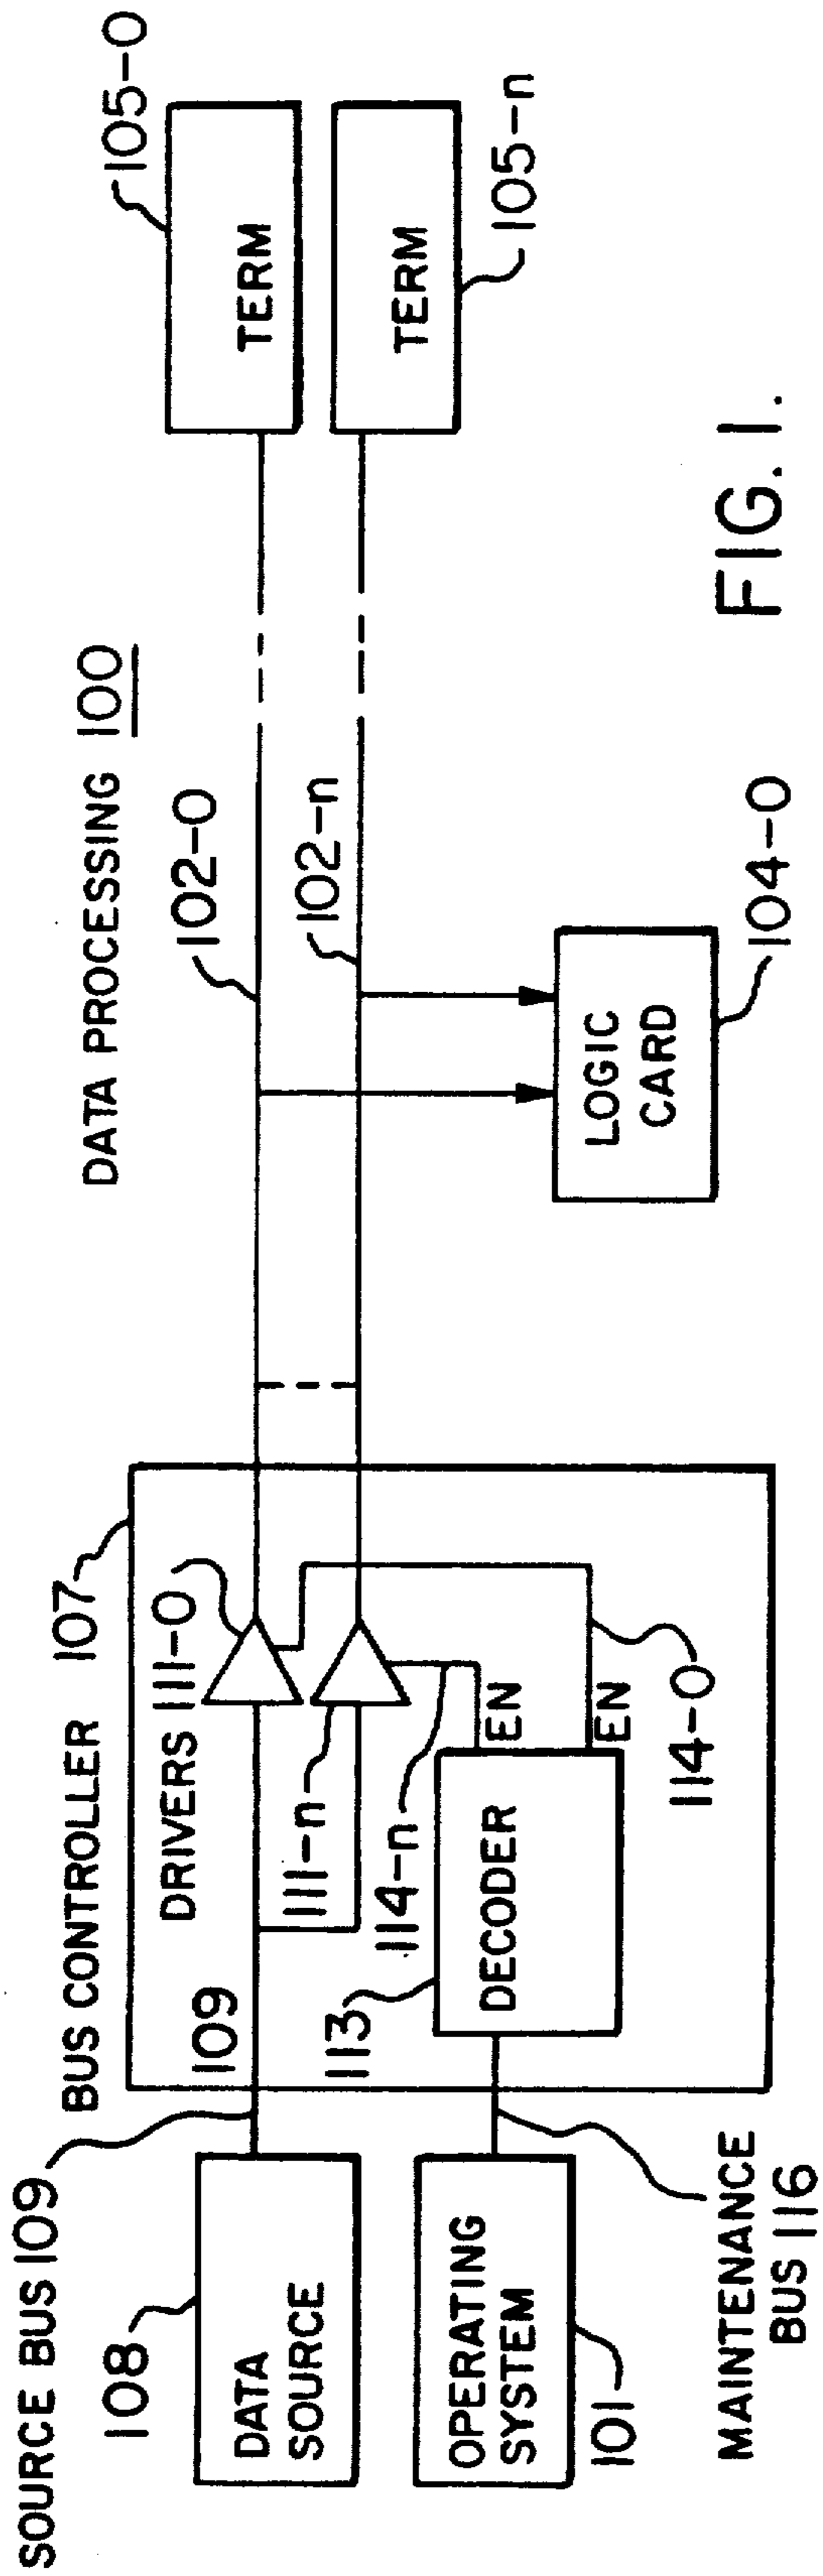 DATA PROCESSING 100
SOURCE BUS 109
BUS CONTROLLER 107
108
DATA
SOURCE
109
DRIVERS 111-0
111-n
102-0
102-n
105-0
TERM
TERM
105-n
OPERATING
SYSTEM
101
113
DECODER
114-n
EN
EN
114-0
MAINTENANCE
BUS 116
LOGIC
CARD
104-0
FIG. 1.